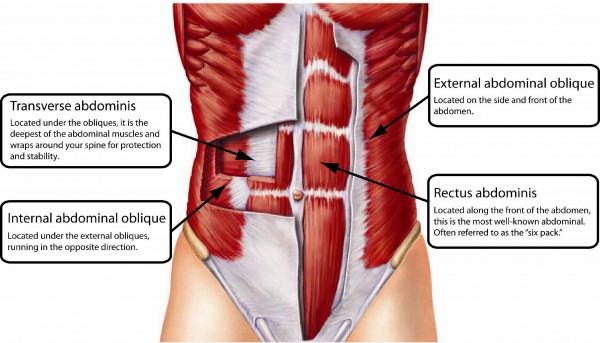 Transverse abdominis
Located under the obliques, it is the
deepest of the abdominal muscles and
wraps around your spine for protection
and stability.
Internal abdominal oblique
Located under the external obliques,
running in the opposite direction.
External abdominal oblique
Located on the side and front of the
abdomen.
Rectus abdominis
Located along the front of the abdomen,
this is the most well-known abdominal.
Often referred to as the "six pack."